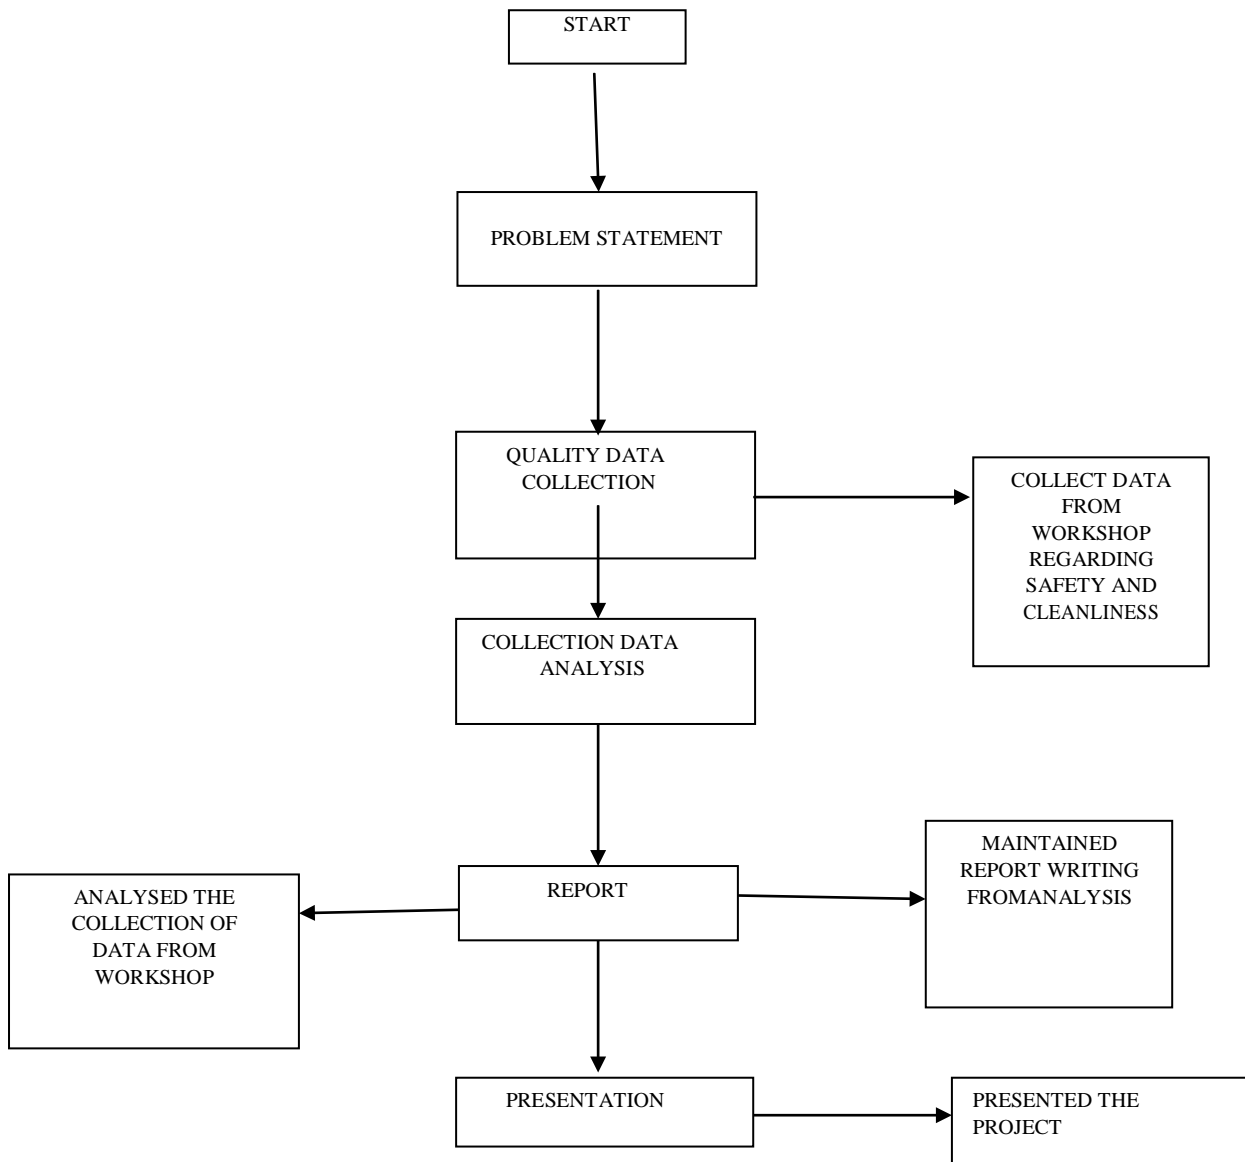 START
PROBLEM STATEMENT
QUALITY DATA
COLLECTION
COLLECT DATA
FROM
WORKSHOP
REGARDING
SAFETY AND
CLEANLINESS
COLLECTION DATA
ANALYSIS
MAINTAINED
REPORT WRITING
FROMANALYSIS
REPORT
ANALYSED THE
COLLECTION OF
DATA FROM
WORKSHOP
PRESENTATION
PRESENTED THE
PROJECT